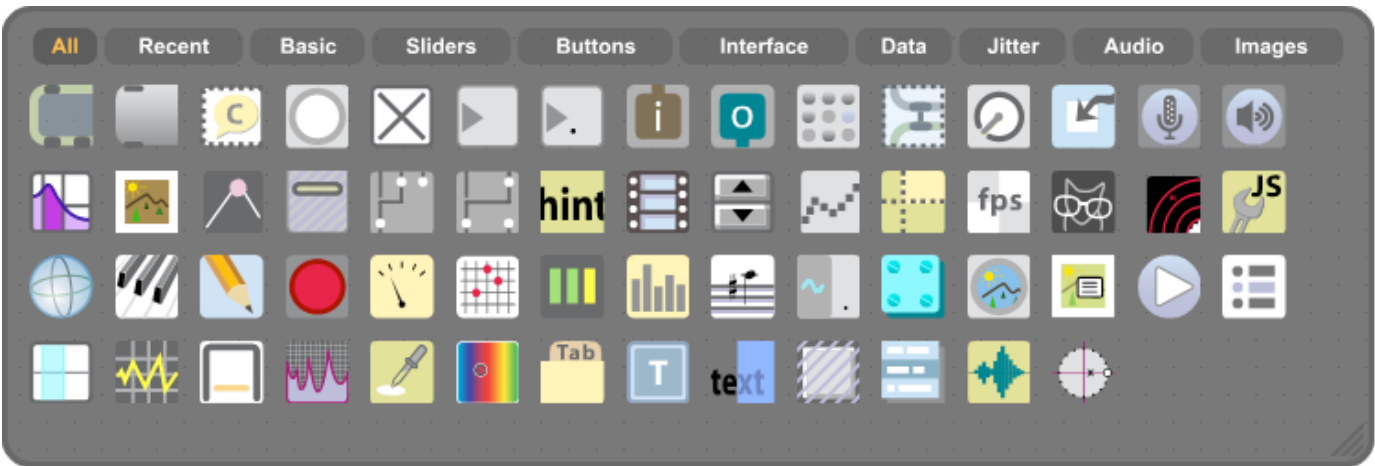 All Recent Basic Sliders Buttons Interface Data Jitter Audio Images
C i o
hint fps JS
Tab T text